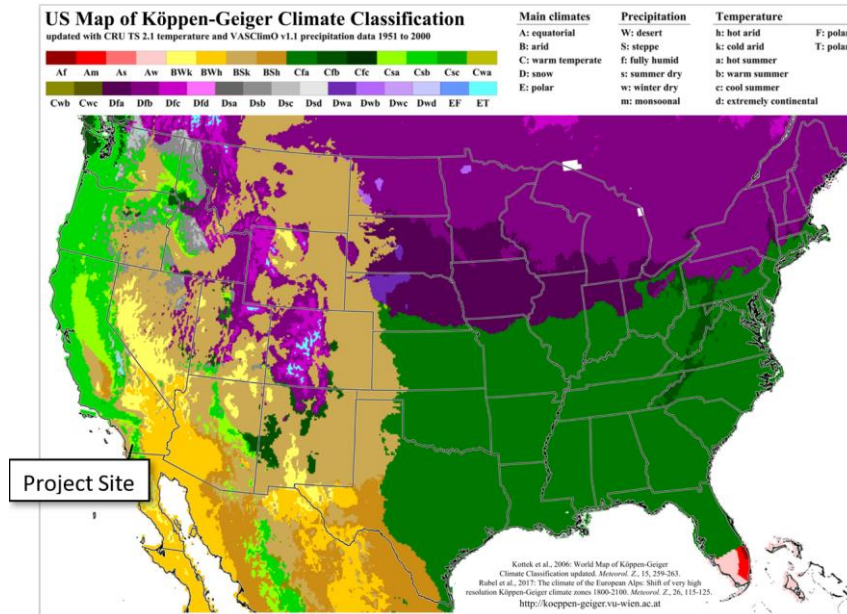 US Map of Köppen-Geiger Climate Classification
updated with CRU TS 2.1 temperature and VASClimO v1.1 precipitation data 1951 to 2000
Af Am As Aw BWk BWh BSk BSh Cfa Cfb Cfc Csa Csb Csc Cwa
Cwb Cwc Dfa Dfb Dfc Dfd Dsa Dsb Dsc Dsd Dwa Dwb Dwc Dwd EF ET
Main climates
A: equatorial
B: arid
C: warm temperate
D: snow
E: polar
Precipitation
W: desert
S: steppe
f: fully humid
s: summer dry
w: winter dry
m: monsoonal
Temperature
h: hot arid
k: cold arid
a: hot summer
b: warm summer
c: cool summer
d: extremely continental
F: polar
T: polar
Project Site
Kottek et al., 2006: World Map of Köppen-Geiger
Climate Classification updated. Meteorol. Z., 15, 259-263.
Rubel et al., 2017: The climate of the European Alps: Shift of very high
resolution Köppen-Geiger climate zones 1800-2100. Meteorol. Z., 26, 115-125.
http://koeppen-geiger.vu-wien.ac.at